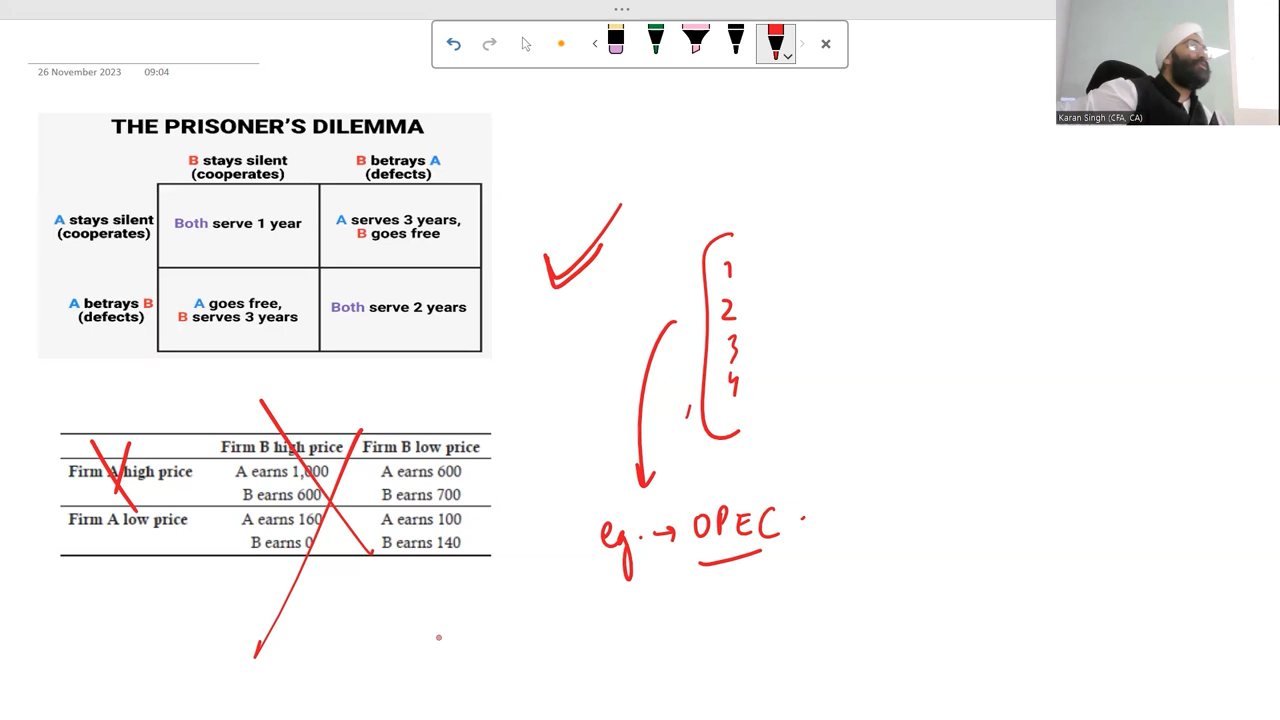 26 November 2023 09:04
Karan Singh (CFA, CA)
THE PRISONER'S DILEMMA
B stays silent
(cooperates)
B betrays A
(defects)
A stays silent
(cooperates)
Both serve 1 year
A serves 3 years,
B goes free
A betrays B
(defects)
A goes free,
B serves 3 years
Both serve 2 years
Firm B high price Firm B low price
Firm A high price A earns 1,000 A earns 600
B earns 600 B earns 700
Firm A low price A earns 160 A earns 100
B earns 0 B earns 140
1
2
3
4
eg. → OPEC